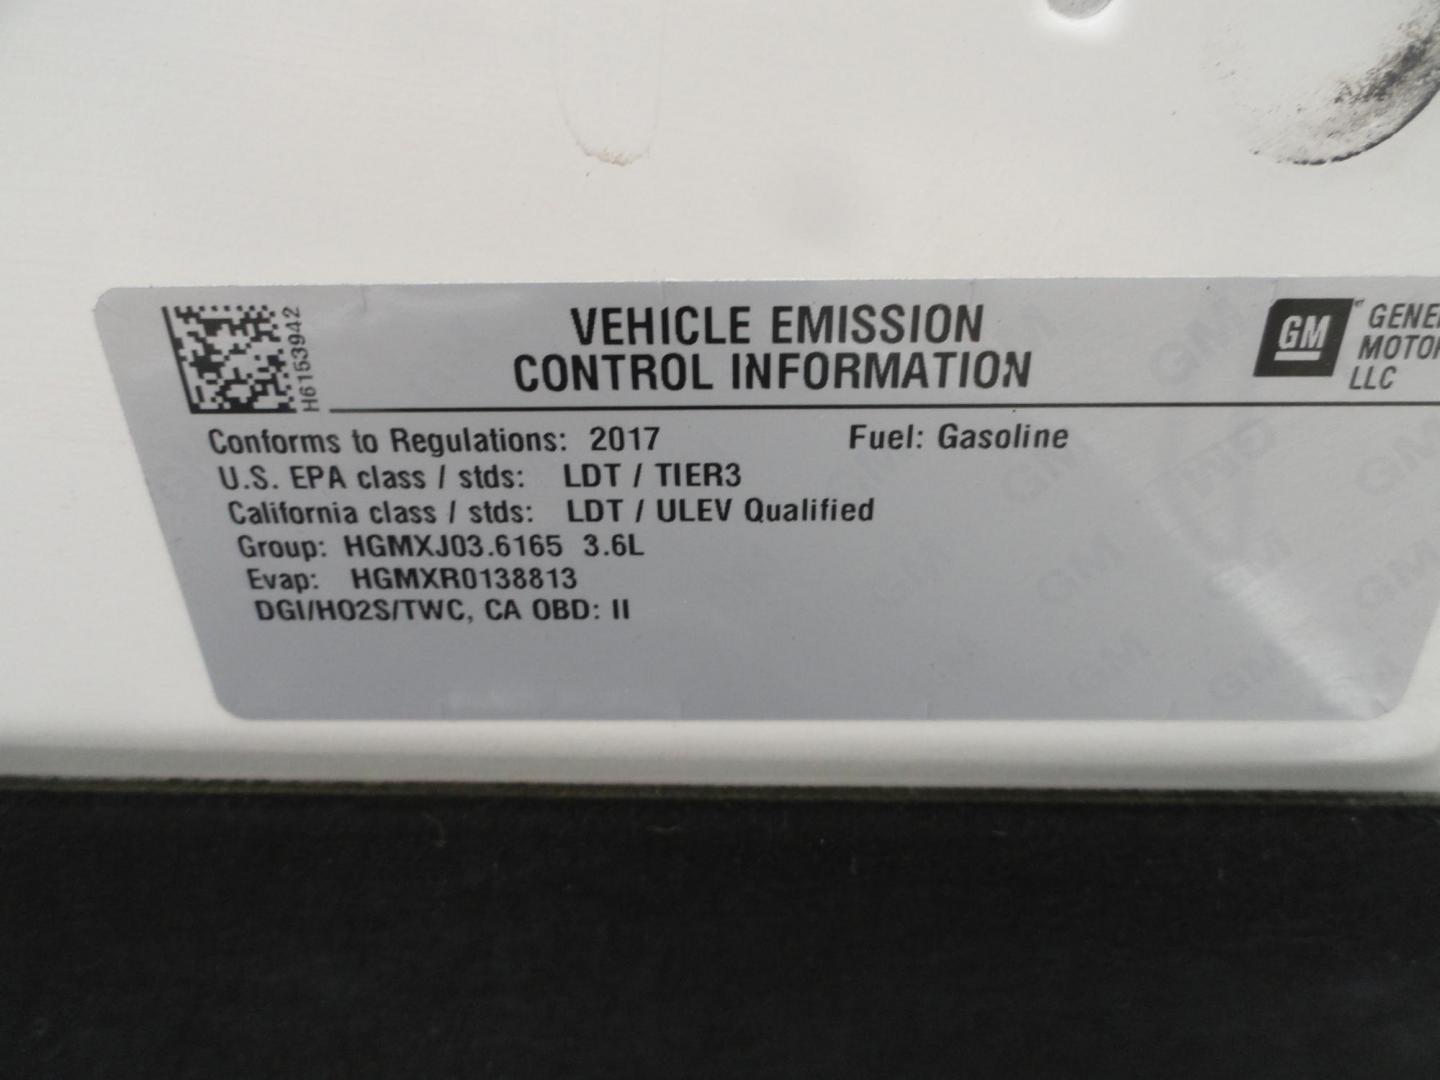 H6153942
VEHICLE EMISSION
CONTROL INFORMATION
GM
GENE
MOTO
LLC
Conforms to Regulations: 2017 Fuel: Gasoline
U.S. EPA class / stds: LDT / TIER3
California class / stds: LDT / ULEV Qualified
Group: HGMXJ03.6165 3.6L
Evap: HGMXR0138813
DGI/HO2S/TWC, CA OBD: II